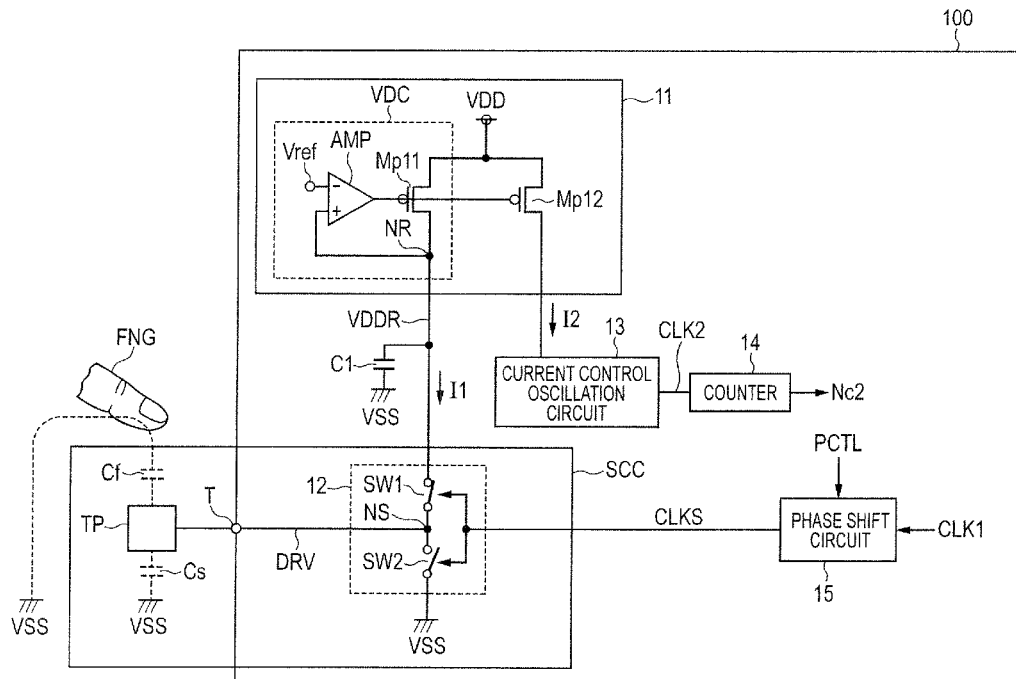 100
11
VDC
VDD
AMP
Vref
Mp11
Mp12
-
+
NR
VDDR
I2
13
CLK2
14
FNG
C1
VSS
I1
CURRENT CONTROL
OSCILLATION
CIRCUIT
COUNTER
Nc2
PCTL
Cf
12
SW1
SCC
T
TP
NS
CLKS
PHASE SHIFT
CIRCUIT
CLK1
DRV
SW2
Cs
15
VSS
VSS
VSS